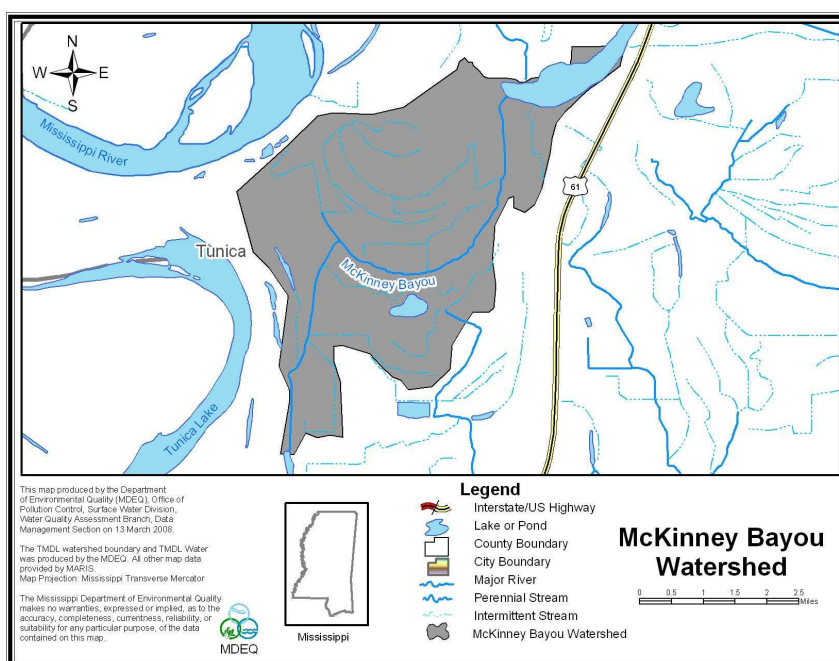 N
W E
S
Mississippi River
61
Tunica
McKinney Bayou
Tunica Lake
This map produced by the Department
of Environmental Quality (MDEQ), Office of
Pollution Control, Surface Water Division,
Water Quality Assessment Branch, Data
Management Section on 13 March 2008.
The TMDL watershed boundary and TMDL Water
was produced by the MDEQ. All other map data
provided by MARIS.
Map Projection: Mississippi Transverse Mercator
The Mississippi Department of Environmental Quality
makes no warranties, expressed or implied, as to the
accuracy, completeness, currentness, reliability, or
suitability for any particular purpose, of the data
contained on this map.
MDEQ
Mississippi
Legend
Interstate/US Highway
Lake or Pond
County Boundary
City Boundary
Major River
Perennial Stream
Intermittent Stream
McKinney Bayou Watershed
McKinney Bayou
Watershed
0 0.5 1 1.5 2 2.5
Miles